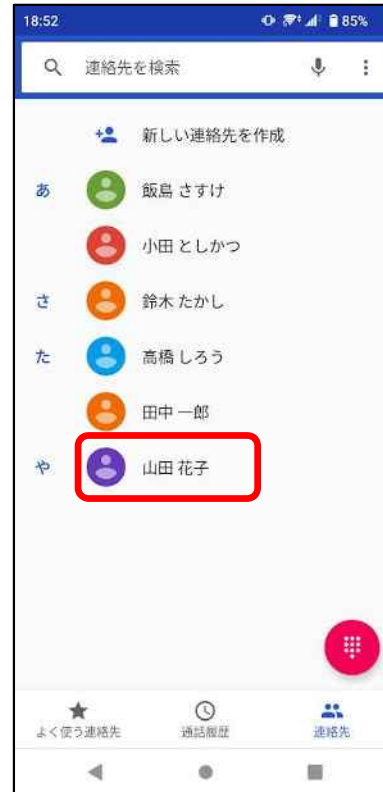 18:52 85%
連絡先を検索
新しい連絡先を作成
あ 飯島 さすけ
小田 としかつ
さ 鈴木 たかし
た 高橋 しろう
田中 一郎
や 山田 花子
よく使う連絡先 通話履歴 連絡先